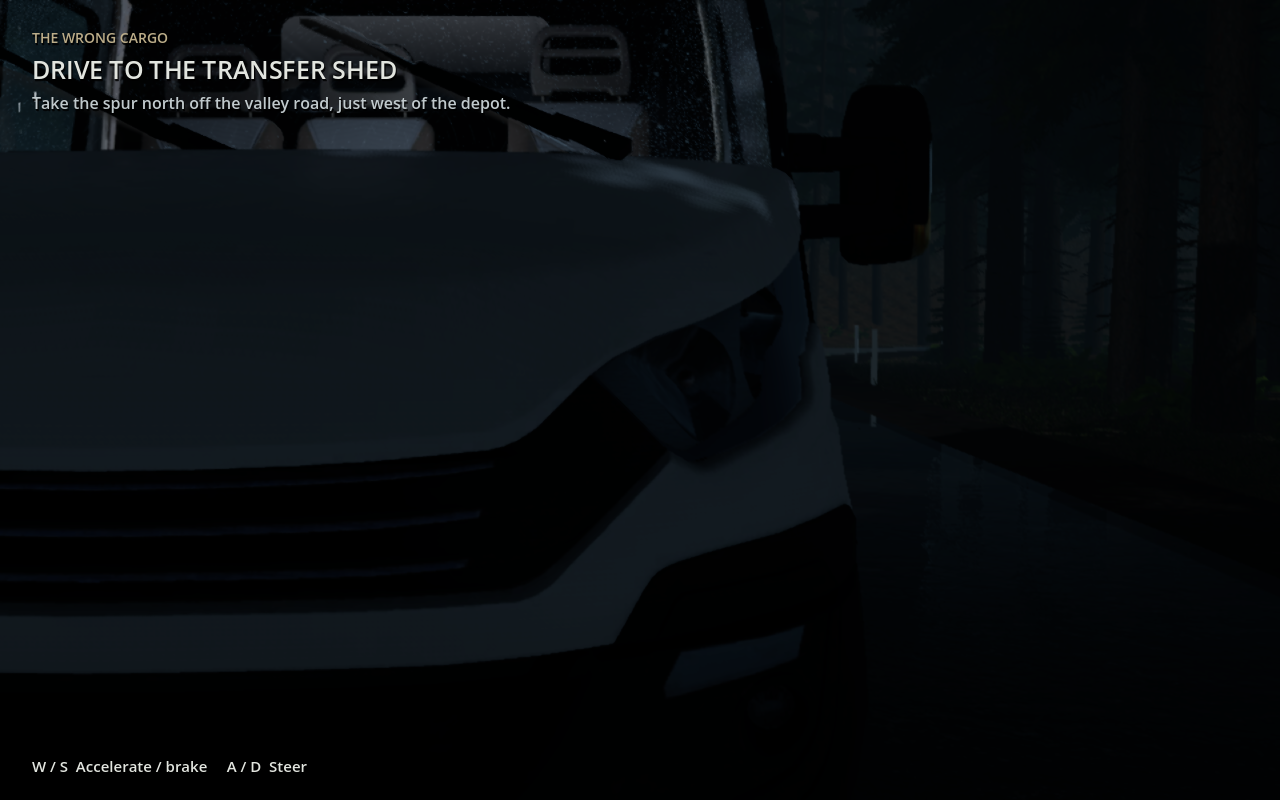 THE WRONG CARGO
DRIVE TO THE TRANSFER SHED
Take the spur north off the valley road, just west of the depot.
W / S Accelerate / brake A / D Steer